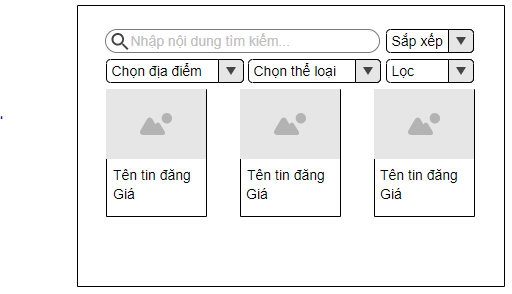 Nhập nội dung tìm kiếm...
Sắp xếp
Chọn địa điểm
Chọn thể loại
Lọc
Tên tin đăng
Giá
Tên tin đăng
Giá
Tên tin đăng
Giá